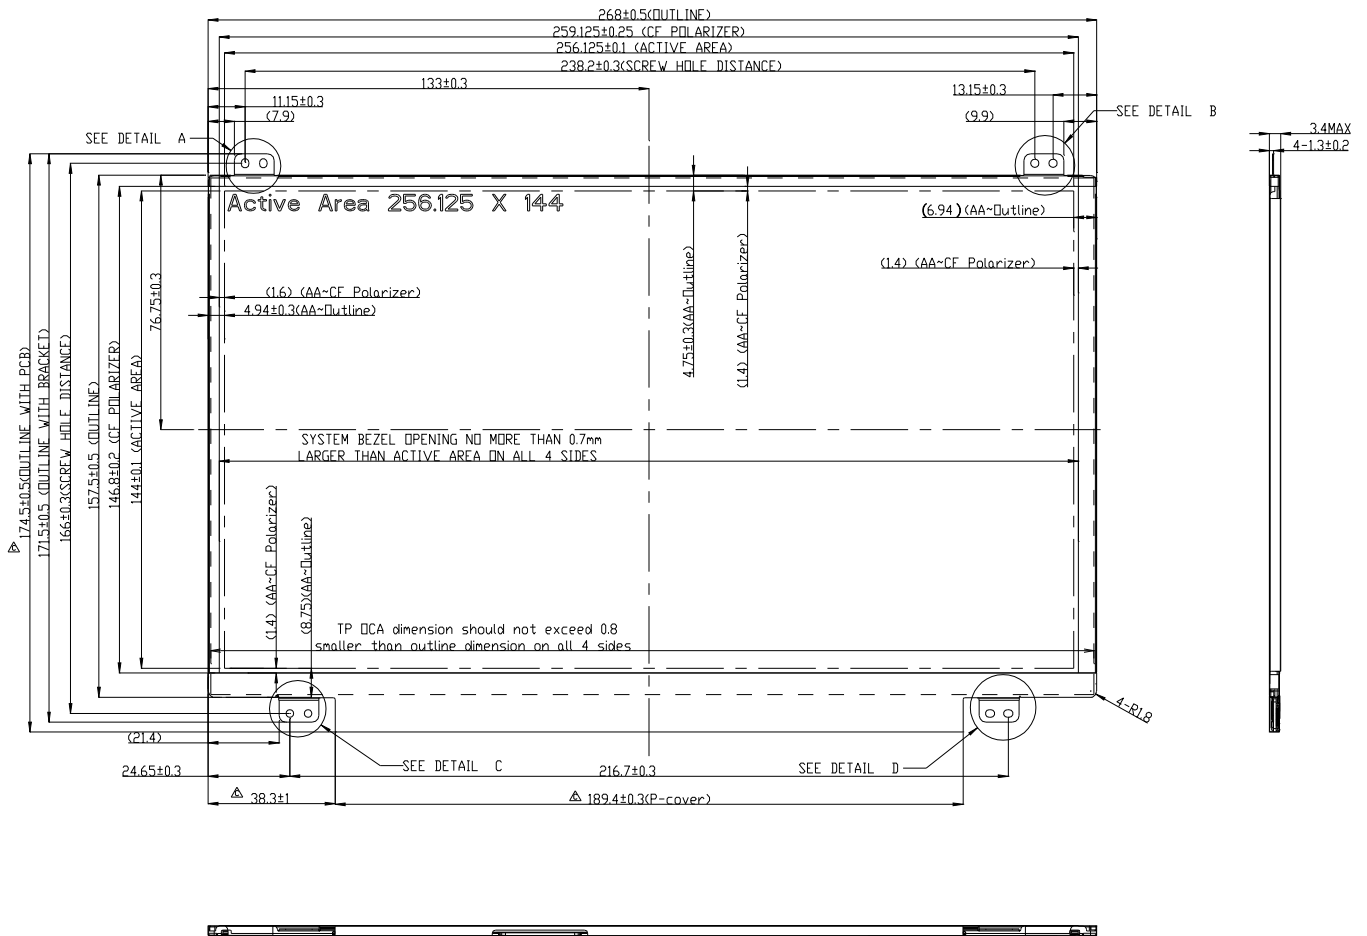 268±0.5(OUTLINE)
259.125±0.25 (CF POLARIZER)
256.125±0.1 (ACTIVE AREA)
238.2±0.3(SCREW HOLE DISTANCE)
133±0.3
11.15±0.3
(7.9)
13.15±0.3
(9.9)
SEE DETAIL A
SEE DETAIL B
3.4MAX
4-1.3±0.2
Active Area 256.125 X 144
(6.94)(AA~Outline)
(1.4) (AA~CF Polarizer)
(1.6) (AA~CF Polarizer)
4.94±0.3(AA~Outline)
76.75±0.3
4.75±0.3(AA~Outline)
(1.4) (AA~CF Polarizer)
174.5±0.5(OUTLINE WITH PCB)
171.5±0.5 (OUTLINE WITH BRACKET)
166±0.3(SCREW HOLE DISTANCE)
157.5±0.5 (OUTLINE)
146.8±0.2 (CF POLARIZER)
144±0.1 (ACTIVE AREA)
SYSTEM BEZEL OPENING NO MORE THAN 0.7mm
LARGER THAN ACTIVE AREA ON ALL 4 SIDES
(1.4) (AA~CF Polarizer)
(8.75)(AA~Outline)
TP OCA dimension should not exceed 0.8
smaller than outline dimension on all 4 sides
4-R1.8
(21.4)
24.65±0.3
SEE DETAIL C
216.7±0.3
SEE DETAIL D
38.3±1
189.4±0.3(P-cover)